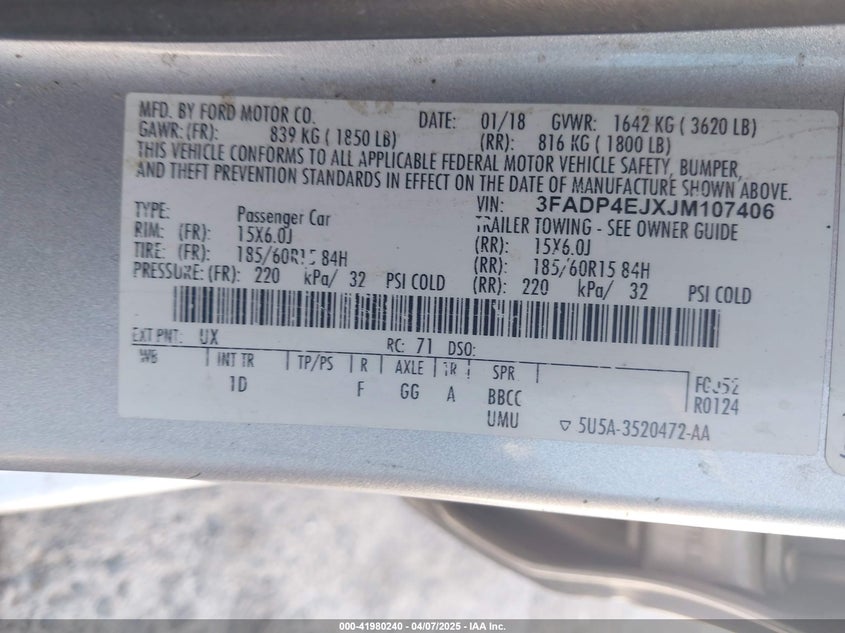 MFD. BY FORD MOTOR CO. DATE: 01/18 GVWR: 1642 KG ( 3620 LB)
GAWR: (FR): 839 KG ( 1850 LB) (RR): 816 KG ( 1800 LB)
THIS VEHICLE CONFORMS TO ALL APPLICABLE FEDERAL MOTOR VEHICLE SAFETY, BUMPER,
AND THEFT PREVENTION STANDARDS IN EFFECT ON THE DATE OF MANUFACTURE SHOWN ABOVE.
VIN: 3FADP4EJXJM107406
TYPE: Passenger Car TRAILER TOWING - SEE OWNER GUIDE
RIM: (FR): 15X6.0J (RR): 15X6.0J
TIRE: (FR): 185/60R15 84H (RR): 185/60R15 84H
PRESSURE: (FR): 220 kPa/ 32 PSI COLD (RR): 220 kPa/ 32 PSI COLD
EXT PNT: UX RC: 71 DSO:
WB INT TR TP/PS R AXLE TR SPR
1D F GG A BBCC
UMU
R0124
5U5A-3520472-AA
000-41980240 - 04/07/2025 - IAA Inc.